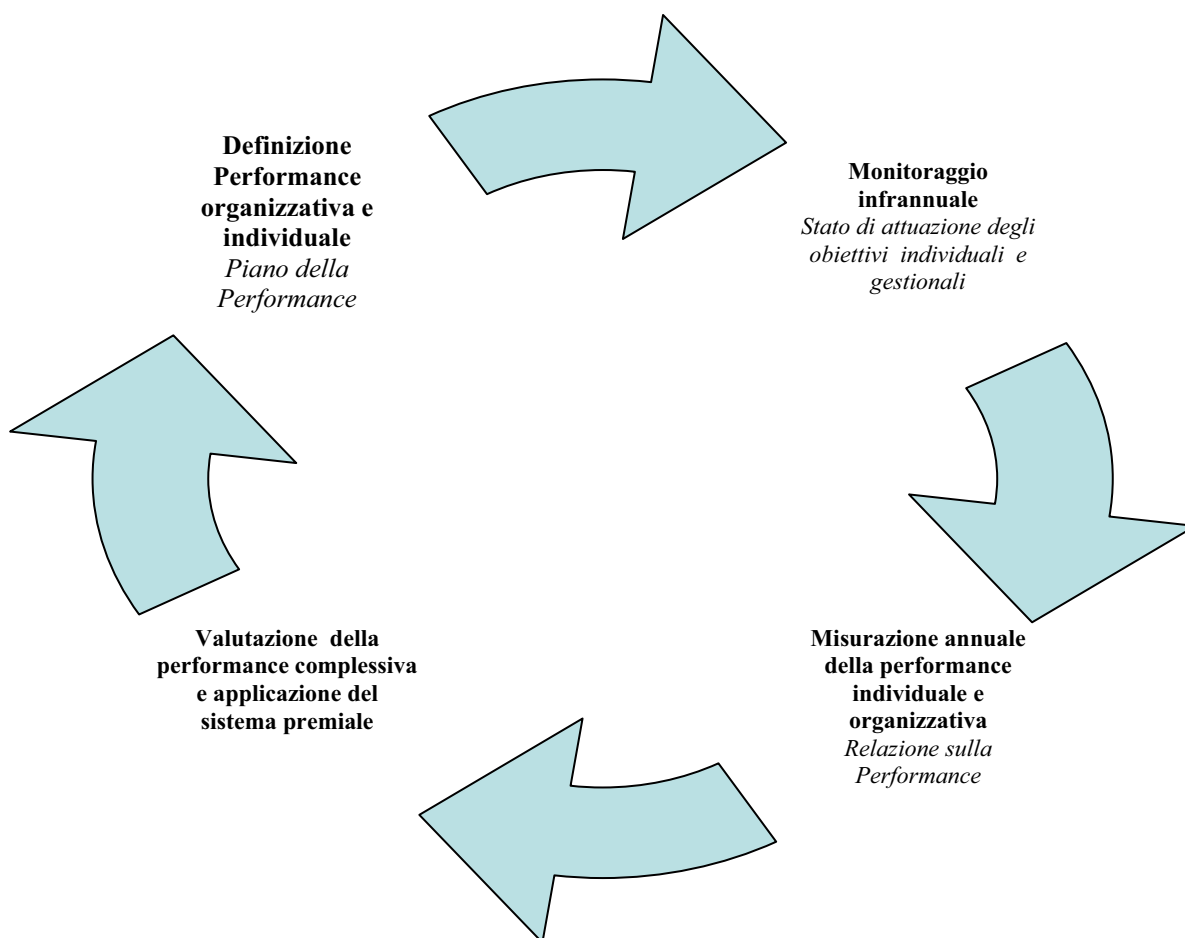 Definizione
Performance
organizzativa e
individuale
Piano della
Performance
Monitoraggio
infrannuale
Stato di attuazione degli
obiettivi individuali e
gestionali
Misurazione annuale
della performance
individuale e
organizzativa
Relazione sulla
Performance
Valutazione della
performance complessiva
e applicazione del
sistema premiale